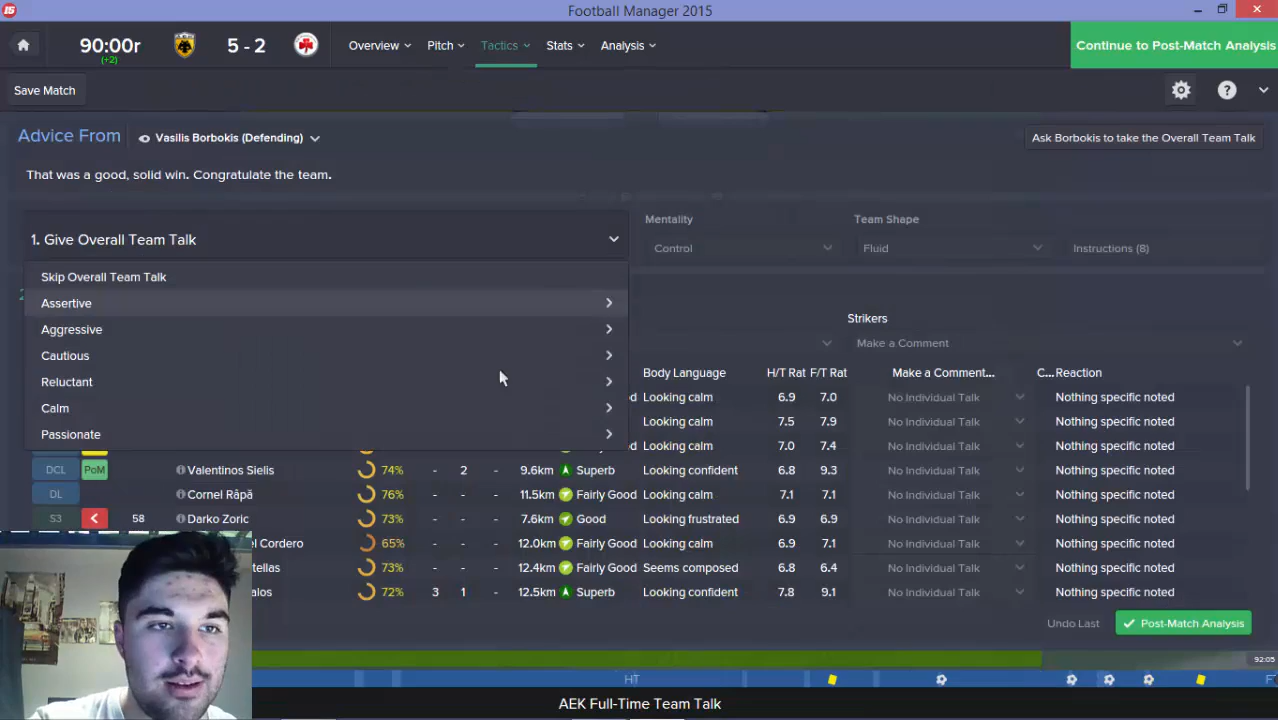 Football Manager 2015
90:00r
(+2)
5 - 2
Overview
Pitch
Tactics
Stats
Analysis
Continue to Post-Match Analysis
Save Match
Advice From
Vasilis Borbokis (Defending)
Ask Borbokis to take the Overall Team Talk
That was a good, solid win. Congratulate the team.
1. Give Overall Team Talk
Mentality
Team Shape
Control
Fluid
Instructions (8)
Skip Overall Team Talk
Assertive
Aggressive
Cautious
Reluctant
Calm
Passionate
Strikers
Make a Comment
Body Language H/T Rat F/T Rat Make a Comment... C... Reaction
Looking calm 6.9 7.0 No Individual Talk Nothing specific noted
Looking calm 7.5 7.9 No Individual Talk Nothing specific noted
Looking calm 7.0 7.4 No Individual Talk Nothing specific noted
DCL PoM Valentinos Sielis 74% - 2 - 9.6km Superb Looking confident 6.8 9.3 No Individual Talk Nothing specific noted
DL Cornel Râpă 76% - - - 11.5km Fairly Good Looking calm 7.1 7.1 No Individual Talk Nothing specific noted
S3 58 Darko Zoric 73% - - - 7.6km Good Looking frustrated 6.9 6.9 No Individual Talk Nothing specific noted
el Cordero 65% - - - 12.0km Fairly Good Looking calm 6.9 7.1 No Individual Talk Nothing specific noted
tellas 73% - - - 12.4km Fairly Good Seems composed 6.8 6.4 No Individual Talk Nothing specific noted
alos 72% 3 1 - 12.5km Superb Looking confident 7.8 9.1 No Individual Talk Nothing specific noted
Undo Last
Post-Match Analysis
92:05
HT
AEK Full-Time Team Talk